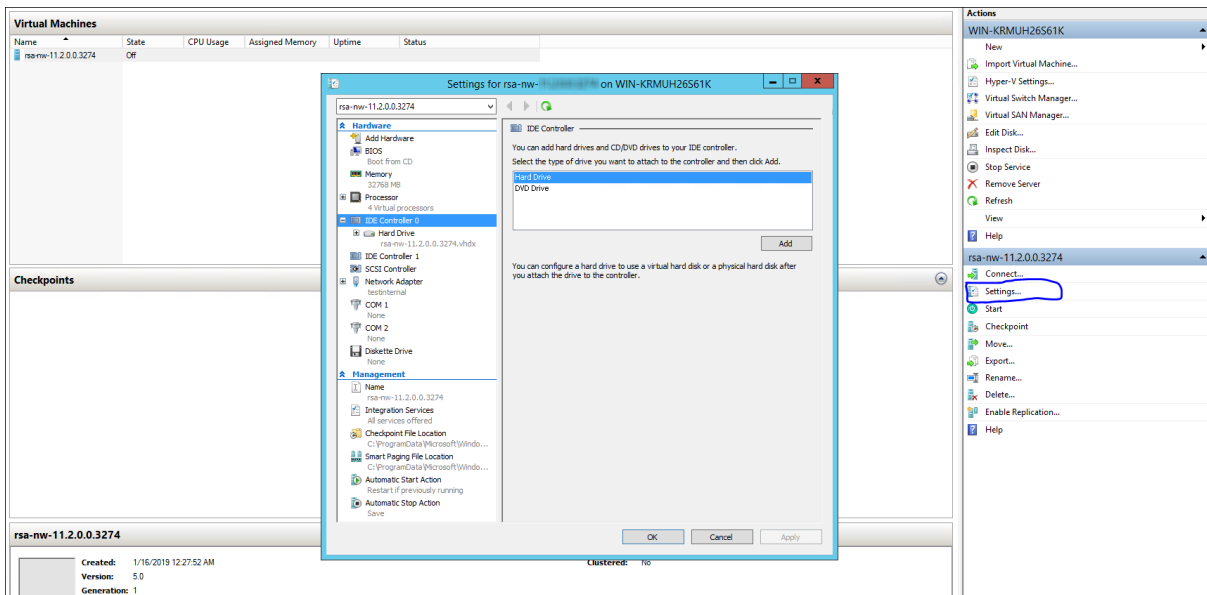 Virtual Machines
Name State CPU Usage Assigned Memory Uptime Status
rsa-nw-11.2.0.0.3274 Off
Settings for rsa-nw- on WIN-KRMUH26S61K
rsa-nw-11.2.0.0.3274
Hardware
Add Hardware
BIOS
Boot from CD
Memory
32768 MB
Processor
4 Virtual processors
IDE Controller 0
Hard Drive
rsa-nw-11.2.0.0.3274.vhdx
IDE Controller 1
SCSI Controller
Network Adapter
testinternal
COM 1
None
COM 2
None
Diskette Drive
None
Management
Name
rsa-nw-11.2.0.0.3274
Integration Services
All services offered
Checkpoint File Location
C:\ProgramData\Microsoft\Windo...
Smart Paging File Location
C:\ProgramData\Microsoft\Windo...
Automatic Start Action
Restart if previously running
Automatic Stop Action
Save
IDE Controller
You can add hard drives and CD/DVD drives to your IDE controller.
Select the type of drive you want to attach to the controller and then click Add.
Hard Drive
DVD Drive
Add
You can configure a hard drive to use a virtual hard disk or a physical hard disk after
you attach the drive to the controller.
OK Cancel Apply
Checkpoints
rsa-nw-11.2.0.0.3274
Created: 1/16/2019 12:27:52 AM
Version: 5.0
Generation: 1
Clustered: No
Actions
WIN-KRMUH26S61K
New
Import Virtual Machine...
Hyper-V Settings...
Virtual Switch Manager...
Virtual SAN Manager...
Edit Disk...
Inspect Disk...
Stop Service
Remove Server
Refresh
View
Help
rsa-nw-11.2.0.0.3274
Connect...
Settings...
Start
Checkpoint
Move...
Export...
Rename...
Delete...
Enable Replication...
Help